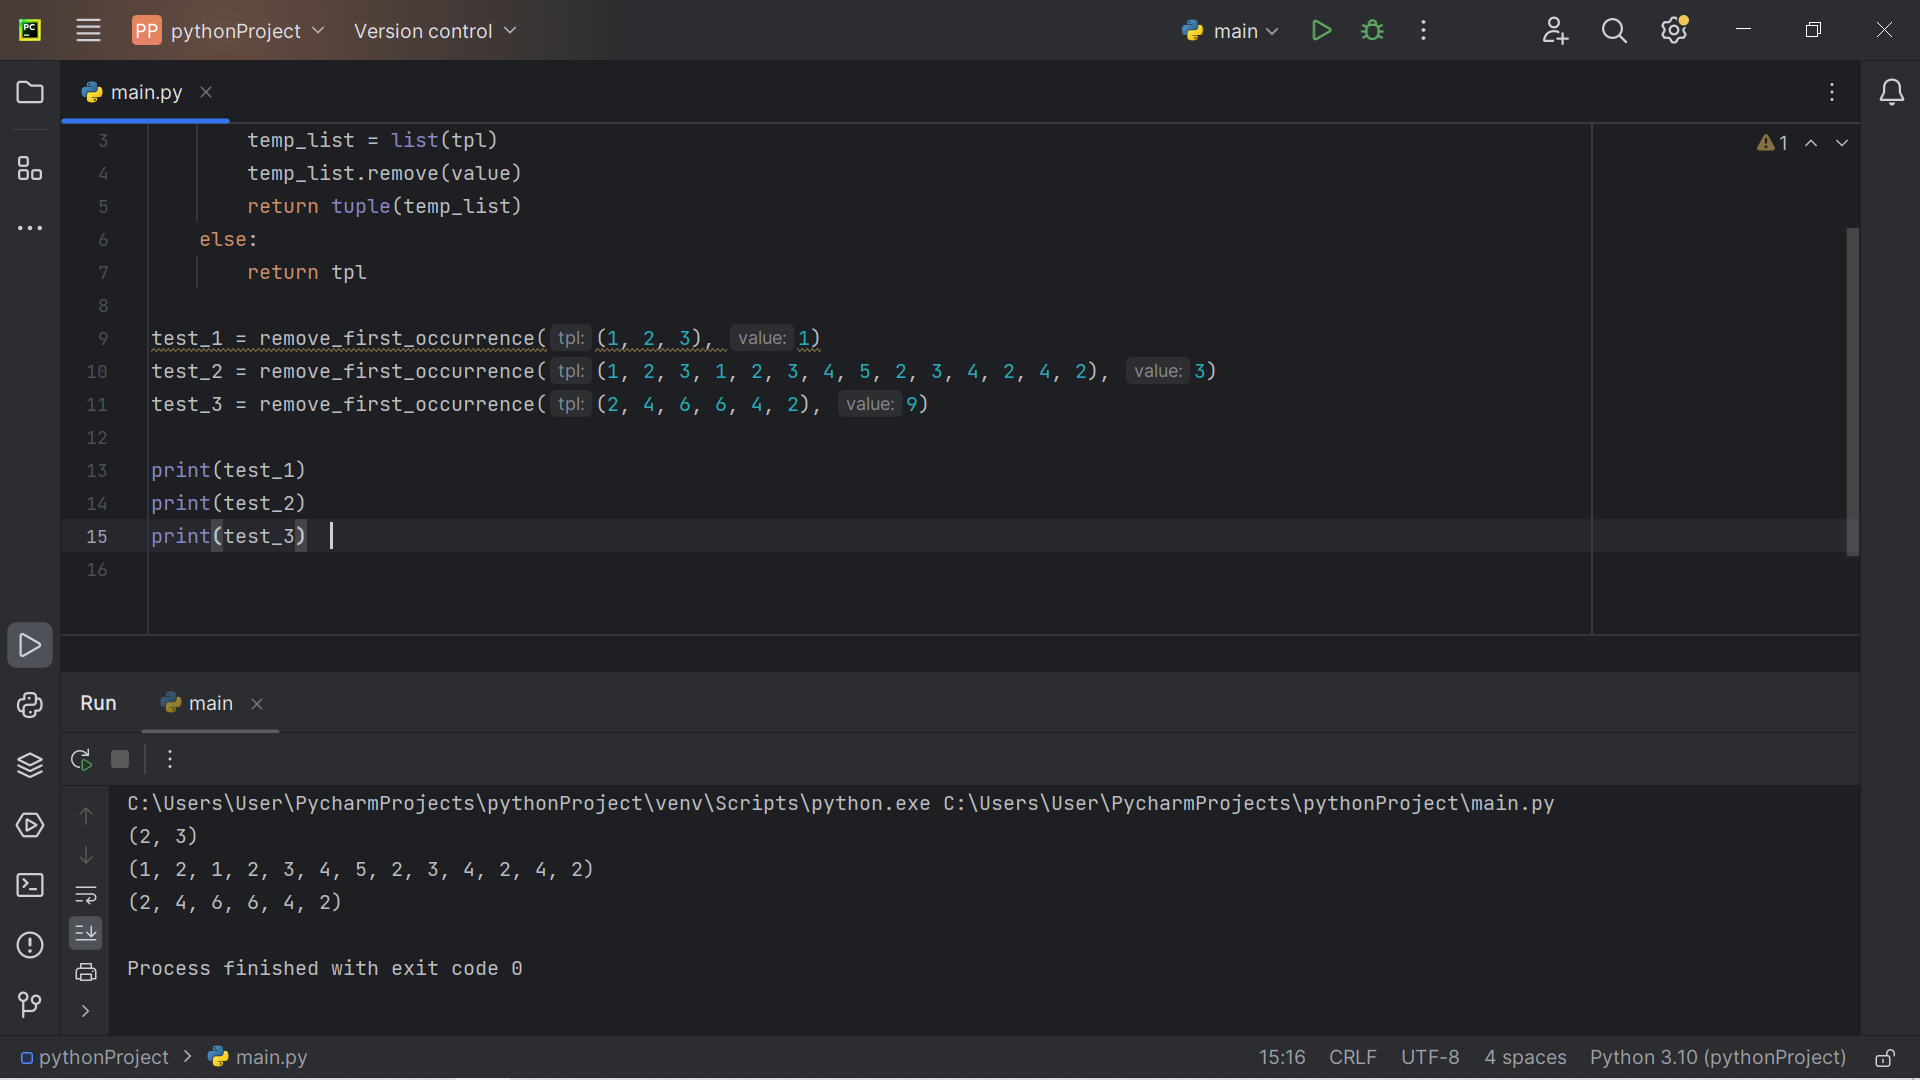 PC
PP pythonProject Version control main
main.py
3 temp_list = list(tpl)
4 temp_list.remove(value)
5 return tuple(temp_list)
6 else:
7 return tpl
8
9 test_1 = remove_first_occurrence( tpl: (1, 2, 3), value: 1)
10 test_2 = remove_first_occurrence( tpl: (1, 2, 3, 1, 2, 3, 4, 5, 2, 3, 4, 2, 4, 2), value: 3)
11 test_3 = remove_first_occurrence( tpl: (2, 4, 6, 6, 4, 2), value: 9)
12
13 print(test_1)
14 print(test_2)
15 print(test_3)
16
1
Run main
C:\Users\User\PycharmProjects\pythonProject\venv\Scripts\python.exe C:\Users\User\PycharmProjects\pythonProject\main.py
(2, 3)
(1, 2, 1, 2, 3, 4, 5, 2, 3, 4, 2, 4, 2)
(2, 4, 6, 6, 4, 2)
Process finished with exit code 0
pythonProject > main.py 15:16 CRLF UTF-8 4 spaces Python 3.10 (pythonProject)